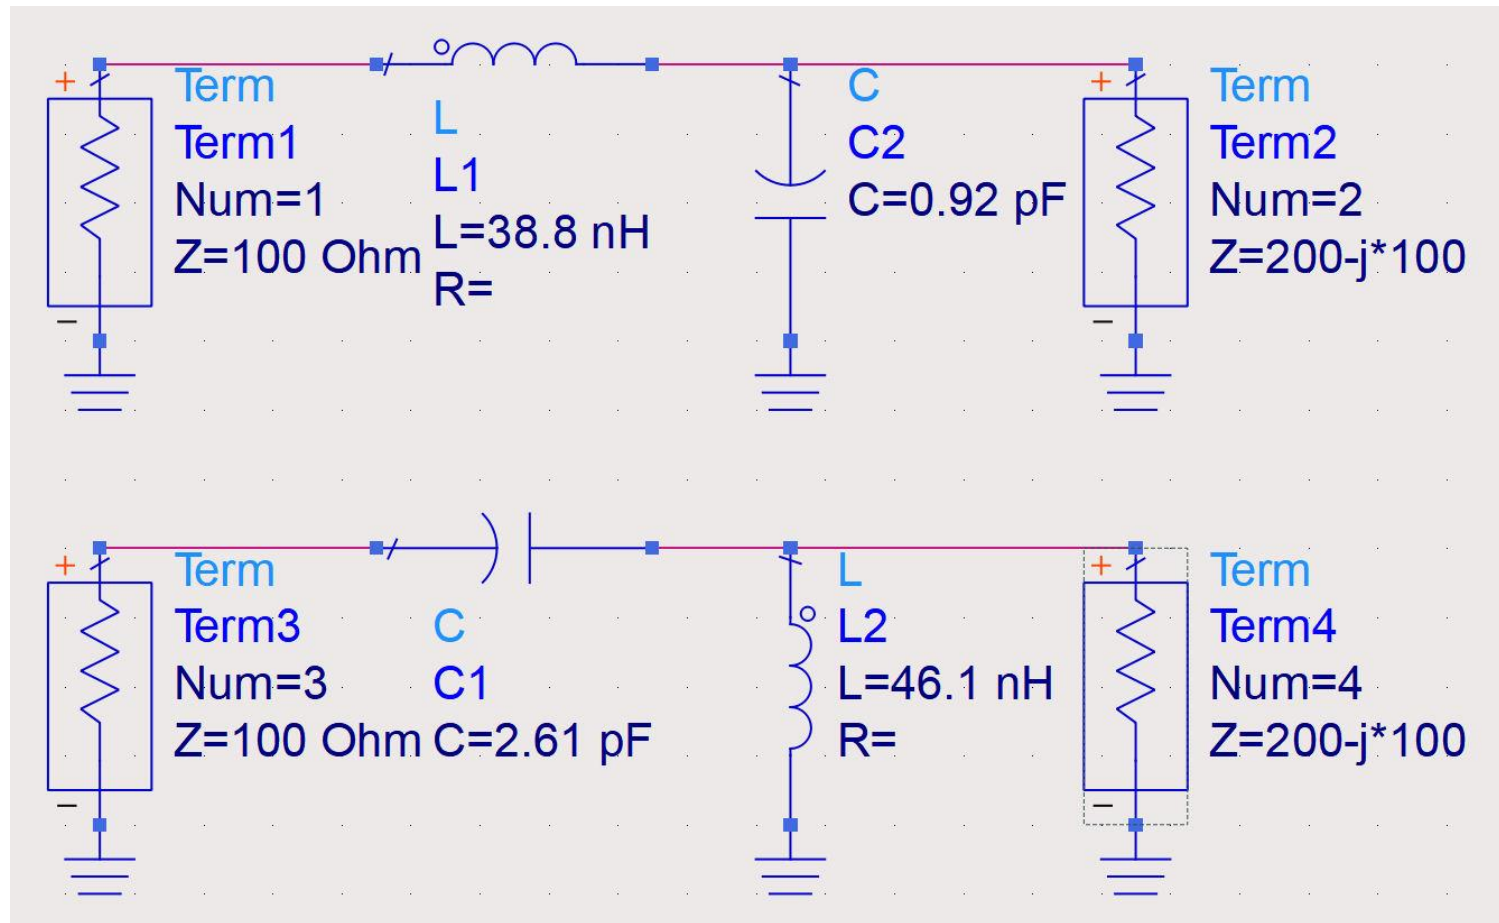 +
Term
Term1
Num=1
Z=100 Ohm
−
L
L1
L=38.8 nH
R=
C
C2
C=0.92 pF
+
Term
Term2
Num=2
Z=200-j*100
−
+
Term
Term3
Num=3
Z=100 Ohm
−
C
C1
C=2.61 pF
L
L2
L=46.1 nH
R=
+
Term
Term4
Num=4
Z=200-j*100
−